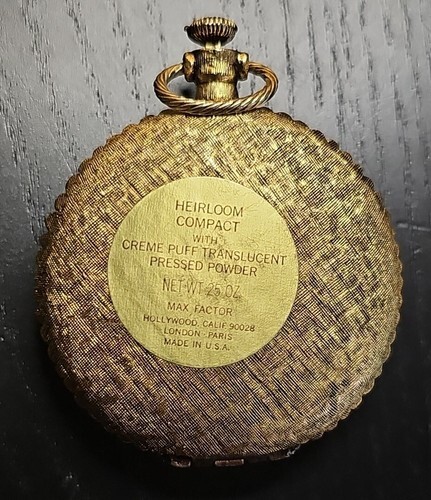 HEIRLOOM
COMPACT
WITH
CREME PUFF TRANSLUCENT
PRESSED POWDER
NET WT .25 OZ.
MAX FACTOR
HOLLYWOOD, CALIF 90028
LONDON - PARIS
MADE IN U.S.A.